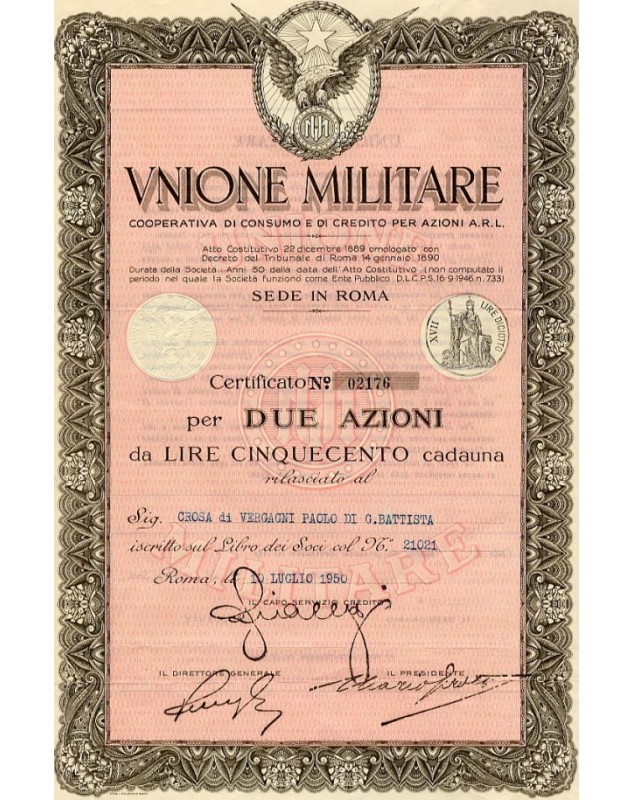 VNIONE MILITARE
COOPERATIVA DI CONSUMO E DI CREDITO PER AZIONI A.R.L.
Atto Costitutivo 22 dicembre 1889 omologato con
Decreto del Tribunale di Roma 14 gennaio 1890
Durata della Società: Anni 50 dalla data dell'Atto Costitutivo (non computato il
periodo nel quale la Società funzionò come Ente Pubblico D.L.C.P.S. 16-9-1946 n. 733)
SEDE IN ROMA
XVII LIRE DICIOTTO
Certificato Nº 02176
per DUE AZIONI
da LIRE CINQUECENTO cadauna
rilasciato al
Sig. CROSA di VERGAGNI PAOLO DI G.BATTISTA
iscritto sul Libro dei Soci col N.° 21021
MILITARE
Roma, li 10 LUGLIO 1950
IL CAPO SERVIZIO CREDITO
IL DIRETTORE GENERALE IL PRESIDENTE